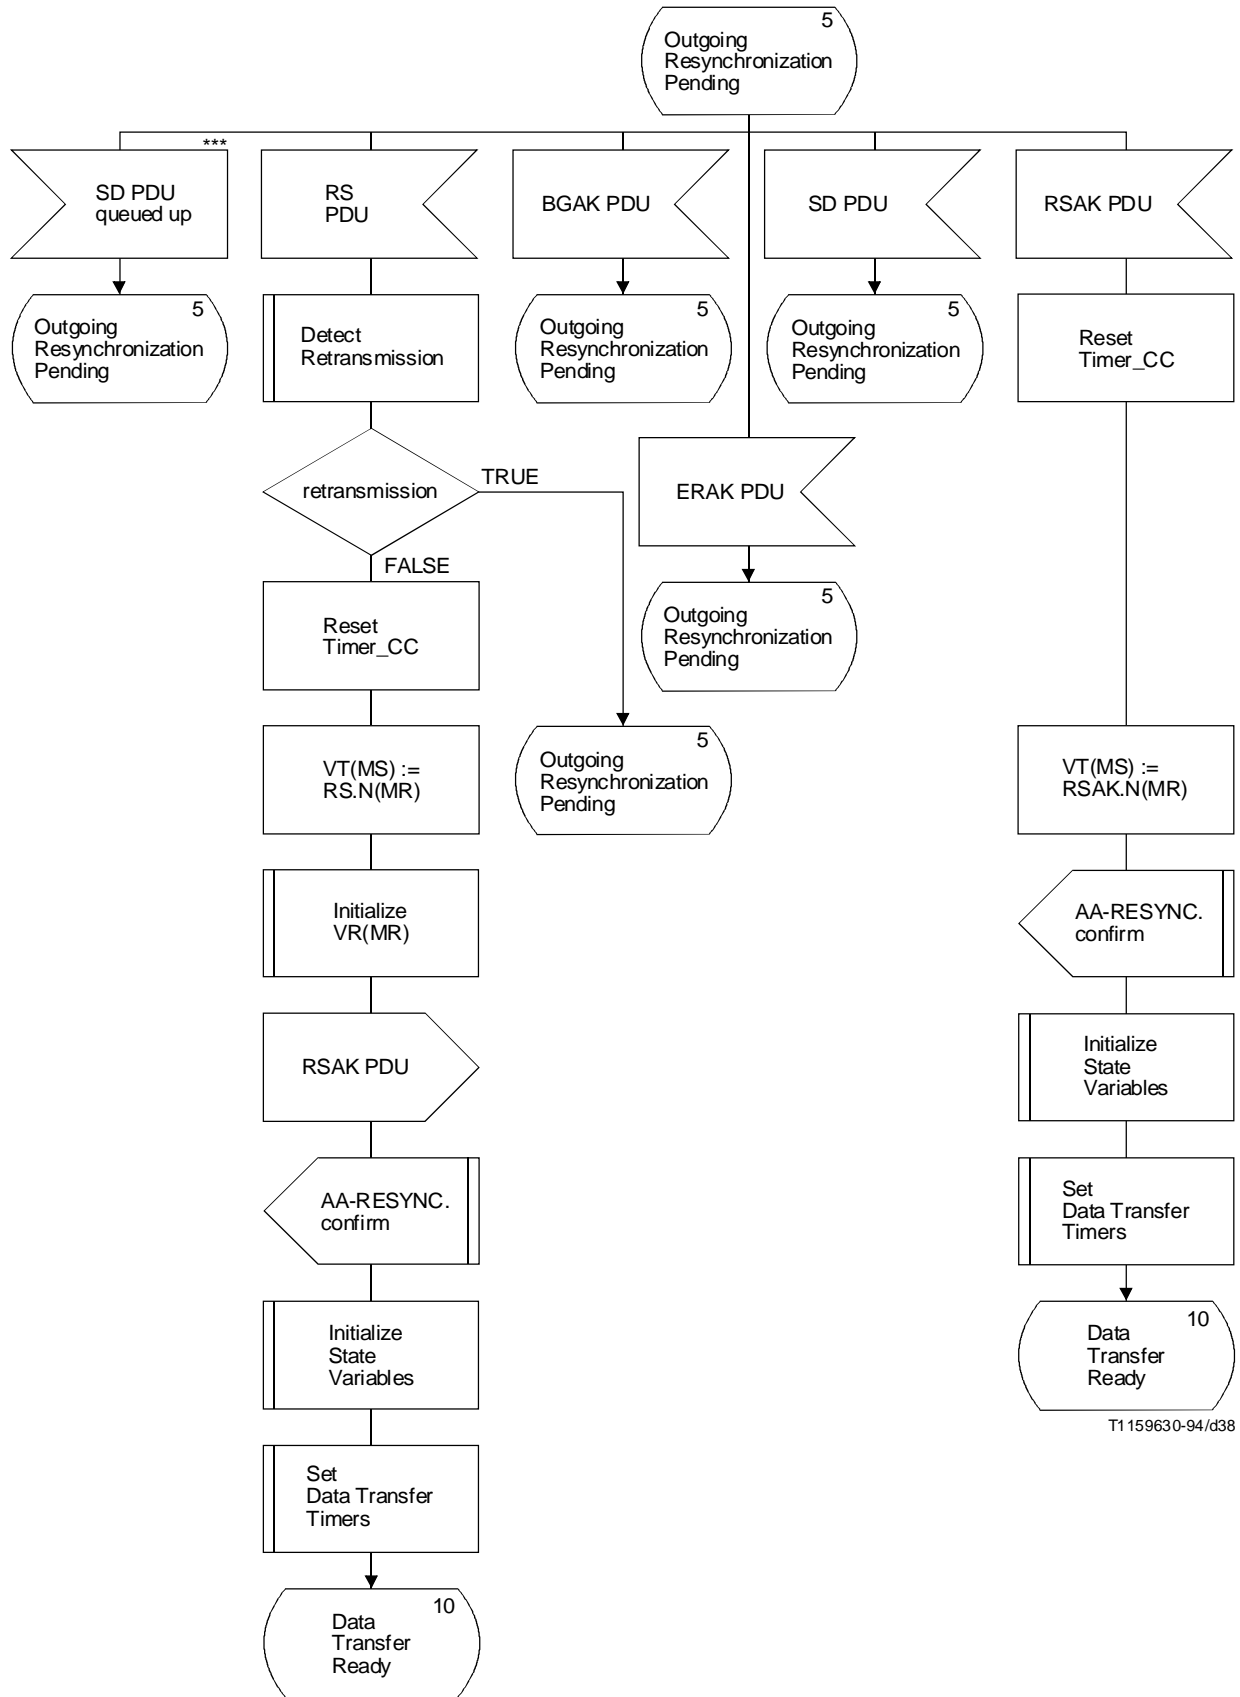 5
Outgoing
Resynchronization
Pending
***
SD PDU
queued up
RS
PDU
BGAK PDU
SD PDU
RSAK PDU
5
Outgoing
Resynchronization
Pending
Detect
Retransmission
5
Outgoing
Resynchronization
Pending
5
Outgoing
Resynchronization
Pending
Reset
Timer_CC
retransmission
TRUE
FALSE
ERAK PDU
5
Outgoing
Resynchronization
Pending
Reset
Timer_CC
VT(MS) :=
RS.N(MR)
5
Outgoing
Resynchronization
Pending
VT(MS) :=
RSAK.N(MR)
Initialize
VR(MR)
AA-RESYNC.
confirm
RSAK PDU
Initialize
State
Variables
AA-RESYNC.
confirm
Set
Data Transfer
Timers
Initialize
State
Variables
10
Data
Transfer
Ready
T1159630-94/d38
Set
Data Transfer
Timers
10
Data
Transfer
Ready